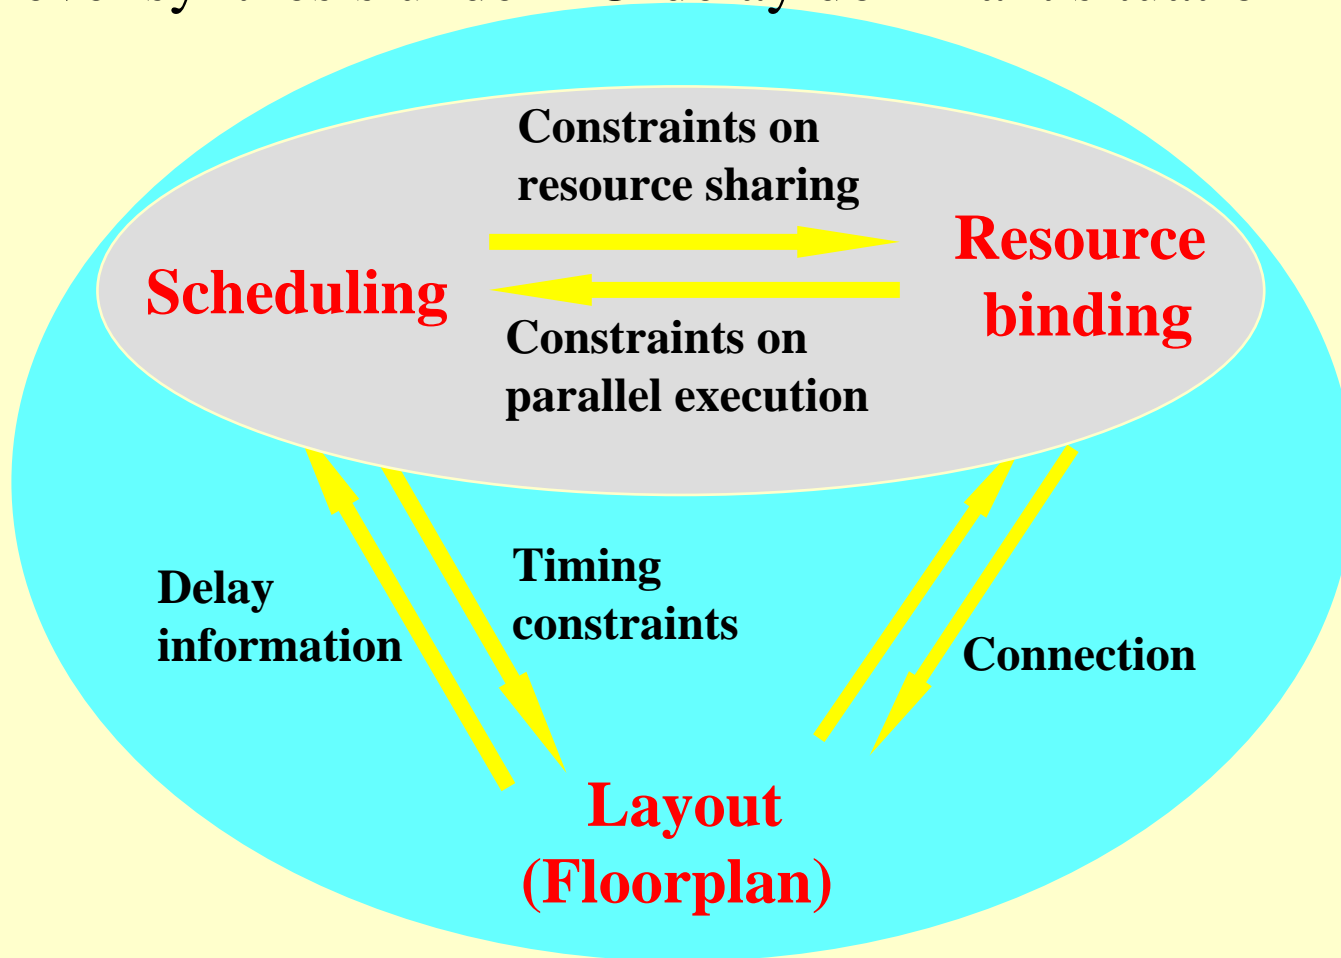 Constraints on
resource sharing
Scheduling
Resource
binding
Constraints on
parallel execution
Delay
information
Timing
constraints
Connection
Layout
(Floorplan)